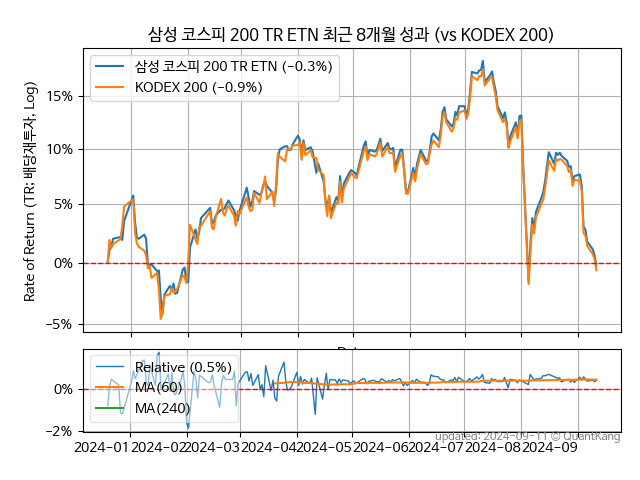 삼성 코스피 200 TR ETN 최근 8개월 성과 (vs KODEX 200)
Rate of Return (TR: 배당재투자, Log)
삼성 코스피 200 TR ETN (−0.3%)
KODEX 200 (−0.9%)
15%
10%
5%
0%
−5%
Relative (0.5%)
MA(60)
MA(240)
0%
−2%
2024−01 2024−02 2024−03 2024−04 2024−05 2024−06 2024−07 2024−08 2024−09
updated: 2024−09−11 © QuantKang